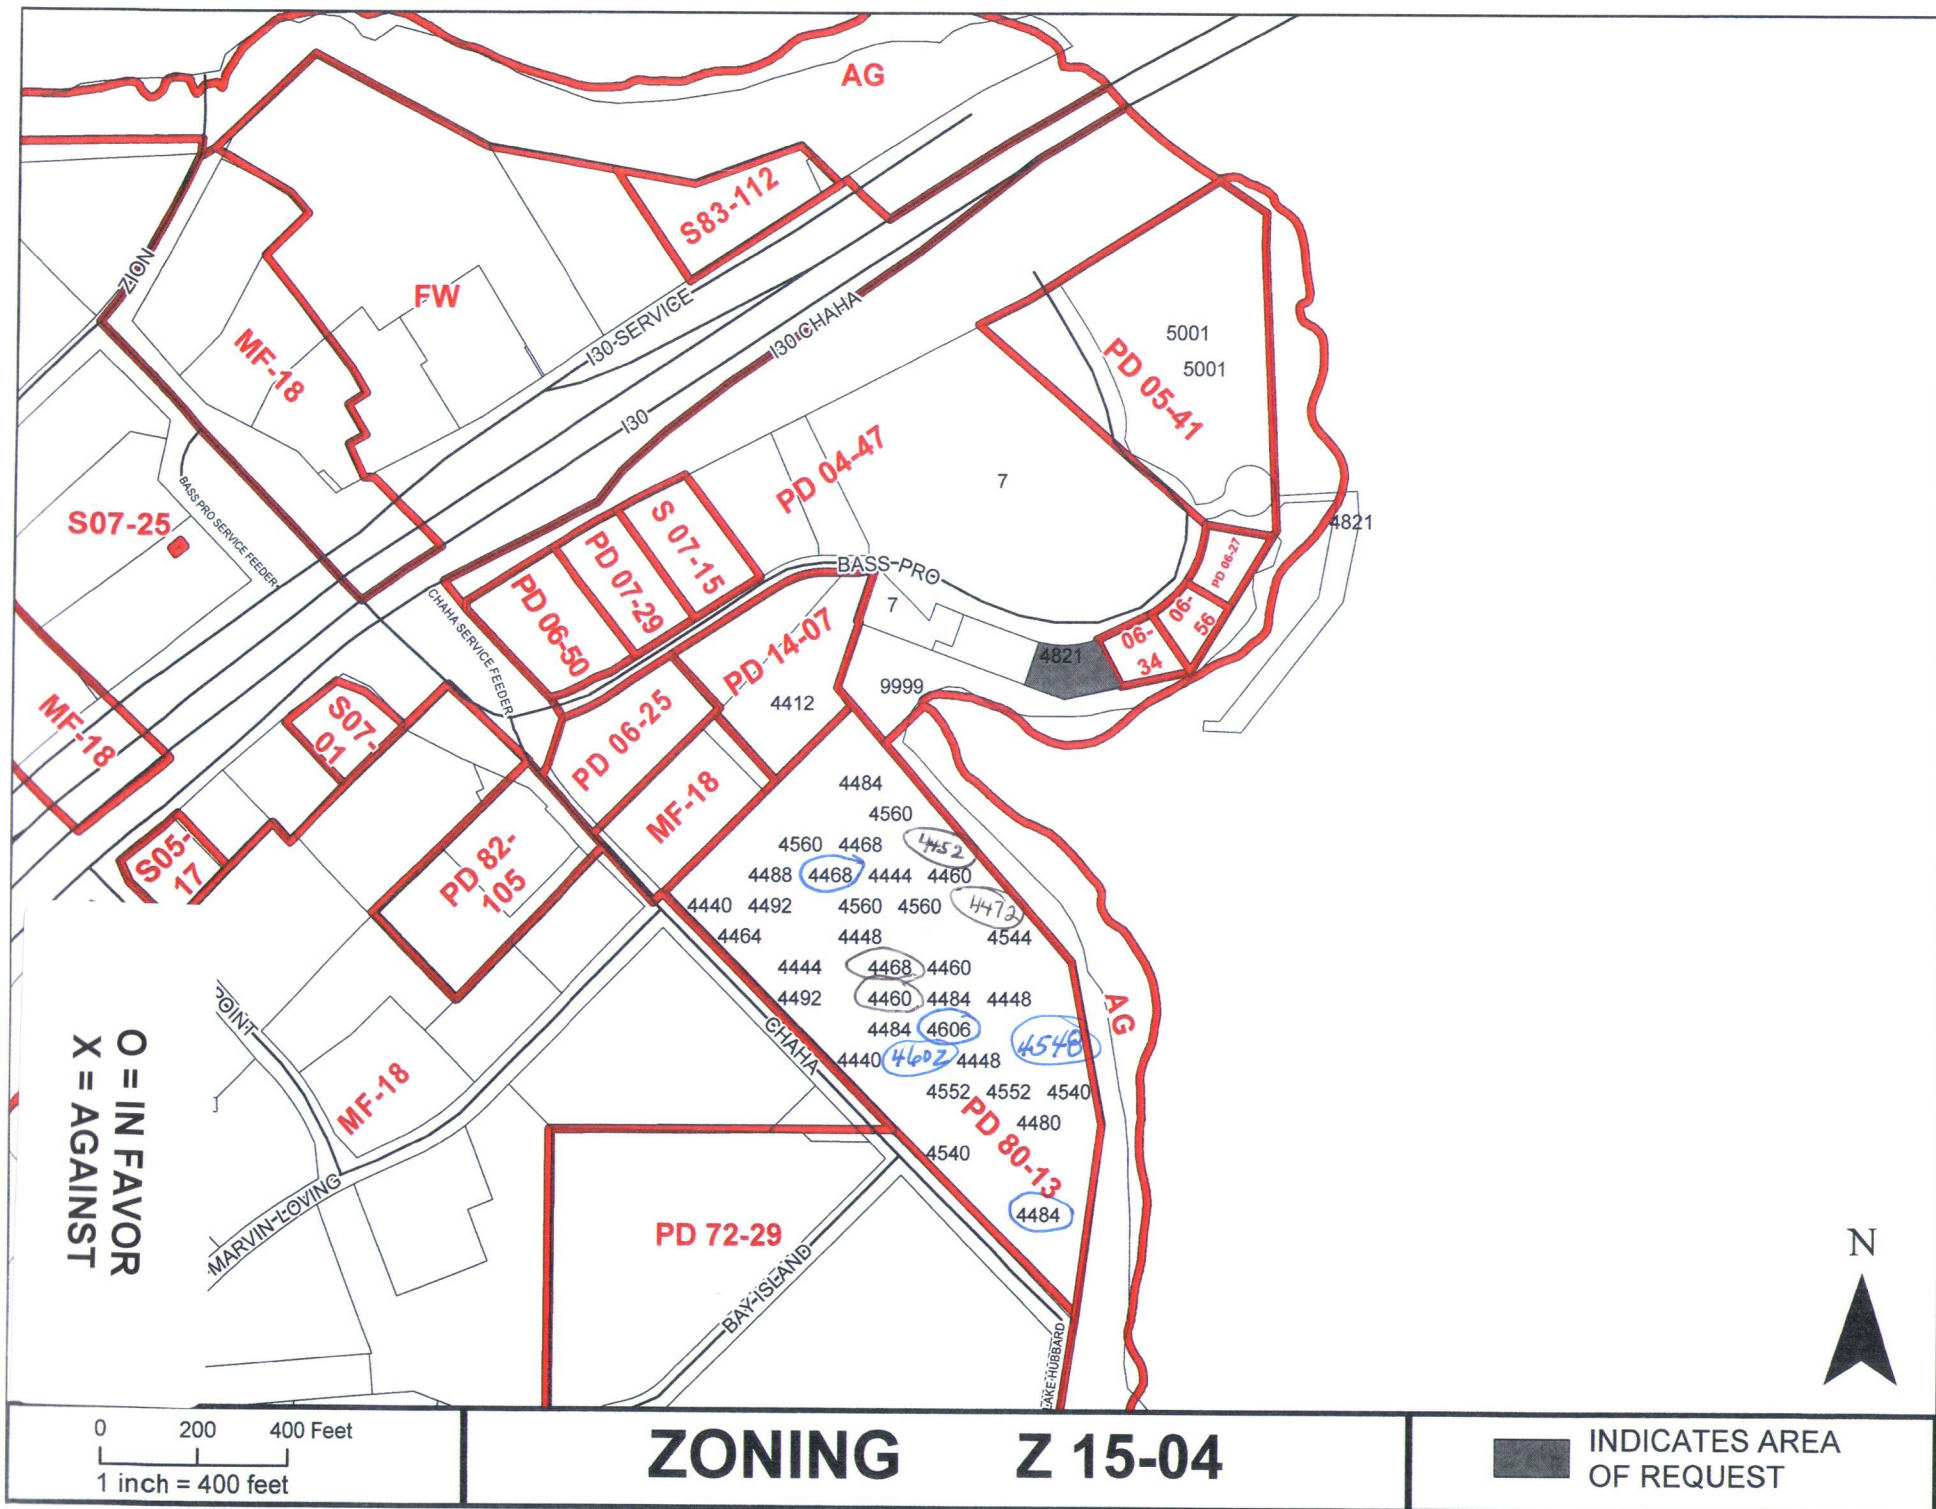 AG
S83-112
ZION
FW
I30-SERVICE
I30-CHAHA
MF-18
5001
5001
PD 05-41
I30
PD 04-47
7
BASS PRO SERVICE FEEDER
S07-25
S 07-15
PD 07-29
PD 06-50
4821
BASS-PRO
PD 06-27
CHAHA SERVICE FEEDER
7
06-
56
06-
34
PD 14-07
4821
9999
4412
MF-18
S07-
01
PD 06-25
MF-18
4484
4560
4560 4468 4452
4488 4468 4444 4460
4440 4492 4560 4560 4472
4464 4448 4544
4444 4468 4460
4492 4460 4484 4448
4484 4606
4440 4602 4448 4548
4552 4552 4540
4480
4540
PD 80-13
4484
S05-
17
PD 82-
105
AG
CHAHA
POINT
MF-18
MARVIN-LOVING
PD 72-29
BAY-ISLAND
LAKE-HUBBARD
O = IN FAVOR
X = AGAINST
N
0 200 400 Feet
1 inch = 400 feet
ZONING Z 15-04
INDICATES AREA
OF REQUEST